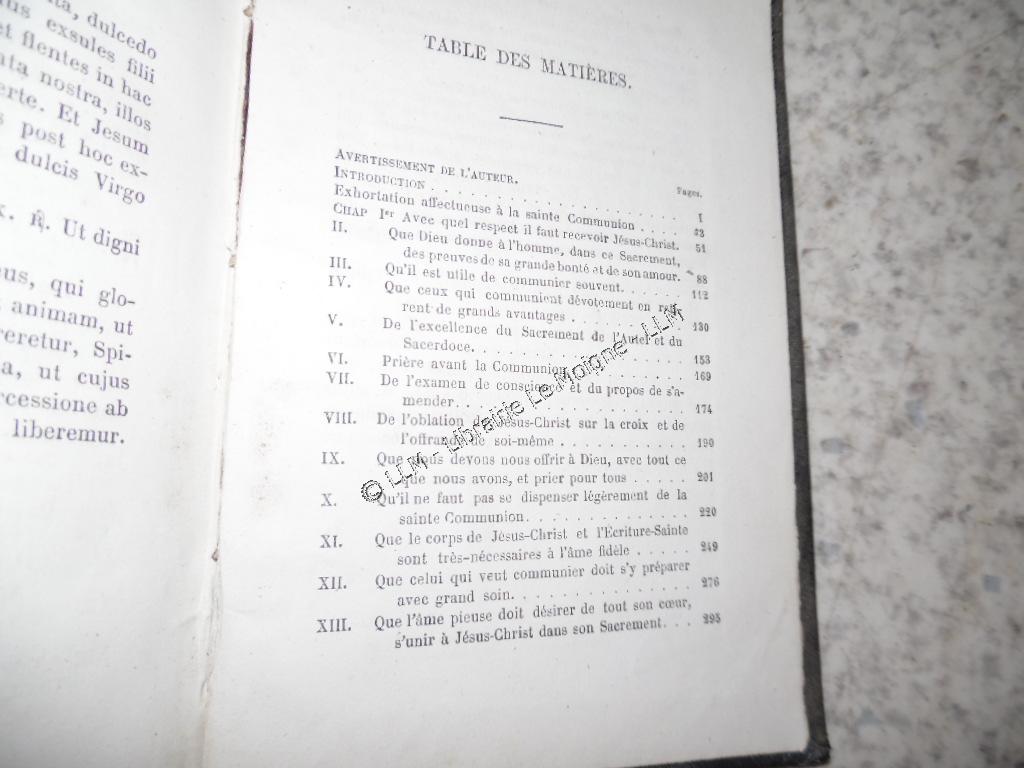 ta, dulcedo
us exsules filii
et flentes in hac
ata nostra, illos
erte. Et Jesum
s post hoc ex-
dulcis Virgo
x. ℟. Ut digni
eus, qui glo-
s animam, ut
reretur, Spi-
a, ut cujus
rcessione ab
liberemur.
TABLE DES MATIÈRES.
Pages.
AVERTISSEMENT DE L'AUTEUR.
INTRODUCTION . . . . . . . . . . . . . . . . . 1
Exhortation affectueuse à la sainte Communion . . . . 23
CHAP Ier Avec quel respect il faut recevoir Jésus-Christ. 51
II. Que Dieu donne à l'homme, dans ce Sacrement,
des preuves de sa grande bonté et de son amour. 88
III. Qu'il est utile de communier souvent. . . . . . 112
IV. Que ceux qui communient dévotement en reti-
rent de grands avantages . . . . . . . . . . 130
V. De l'excellence du Sacrement de l'Autel et du
Sacerdoce. . . . . . . . . . . . . . . . . 153
VI. Prière avant la Communion. . . . . . . . . 169
VII. De l'examen de conscience et du propos de s'a-
mender. . . . . . . . . . . . . . . . . . 174
VIII. De l'oblation de Jésus-Christ sur la croix et de
l'offrande de soi-même . . . . . . . . . . . 190
IX. Que nous devons nous offrir à Dieu, avec tout ce
que nous avons, et prier pour tous . . . . . 201
X. Qu'il ne faut pas se dispenser légèrement de la
sainte Communion. . . . . . . . . . . . . 220
XI. Que le corps de Jésus-Christ et l'Ecriture-Sainte
sont très-nécessaires à l'âme fidèle . . . . . 249
XII. Que celui qui veut communier doit s'y préparer
avec grand soin. . . . . . . . . . . . . . 276
XIII. Que l'âme pieuse doit désirer de tout son cœur,
s'unir à Jésus-Christ dans son Sacrement. . . 295
© LLM - Librairie Le Moigne, LLM